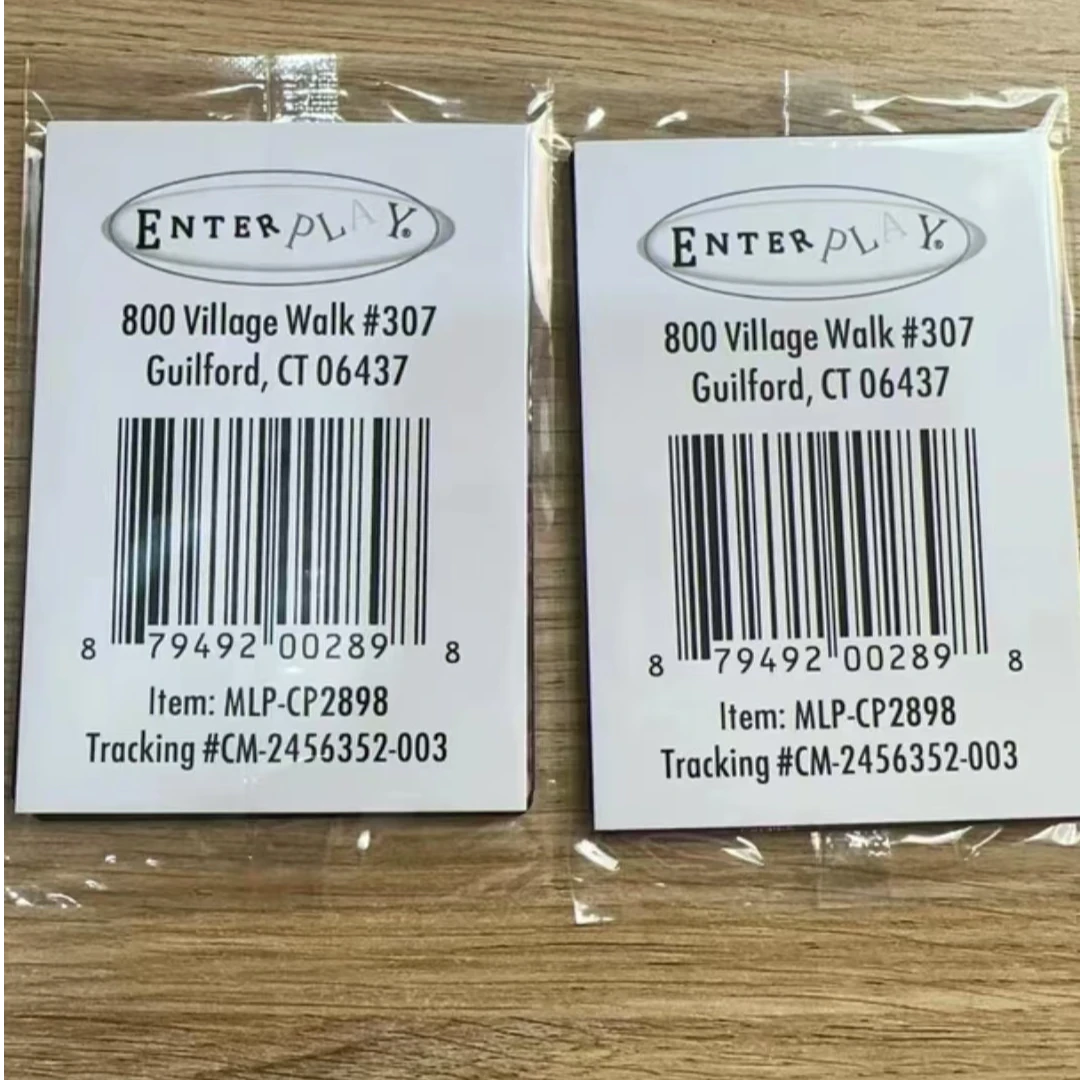 ENTERPLAY®
800 Village Walk #307
Guilford, CT 06437
8 79492 00289 8
Item: MLP-CP2898
Tracking #CM-2456352-003
ENTERPLAY®
800 Village Walk #307
Guilford, CT 06437
8 79492 00289 8
Item: MLP-CP2898
Tracking #CM-2456352-003